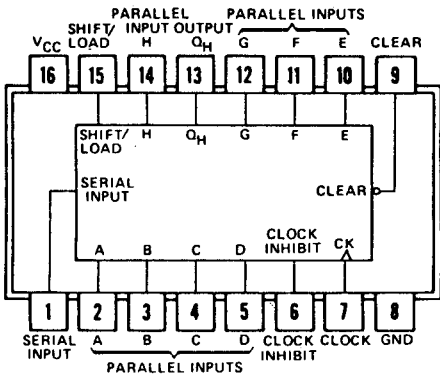 PARALLEL PARALLEL INPUTS
SHIFT/ INPUT OUTPUT
VCC LOAD H QH G F E CLEAR
16 15 14 13 12 11 10 9
SHIFT/ H QH G F E
LOAD
SERIAL
INPUT
CLEAR
CLOCK
INHIBIT
CK
A B C D
1 2 3 4 5 6 7 8
SERIAL A B C D CLOCK CLOCK GND
INPUT INHIBIT
PARALLEL INPUTS